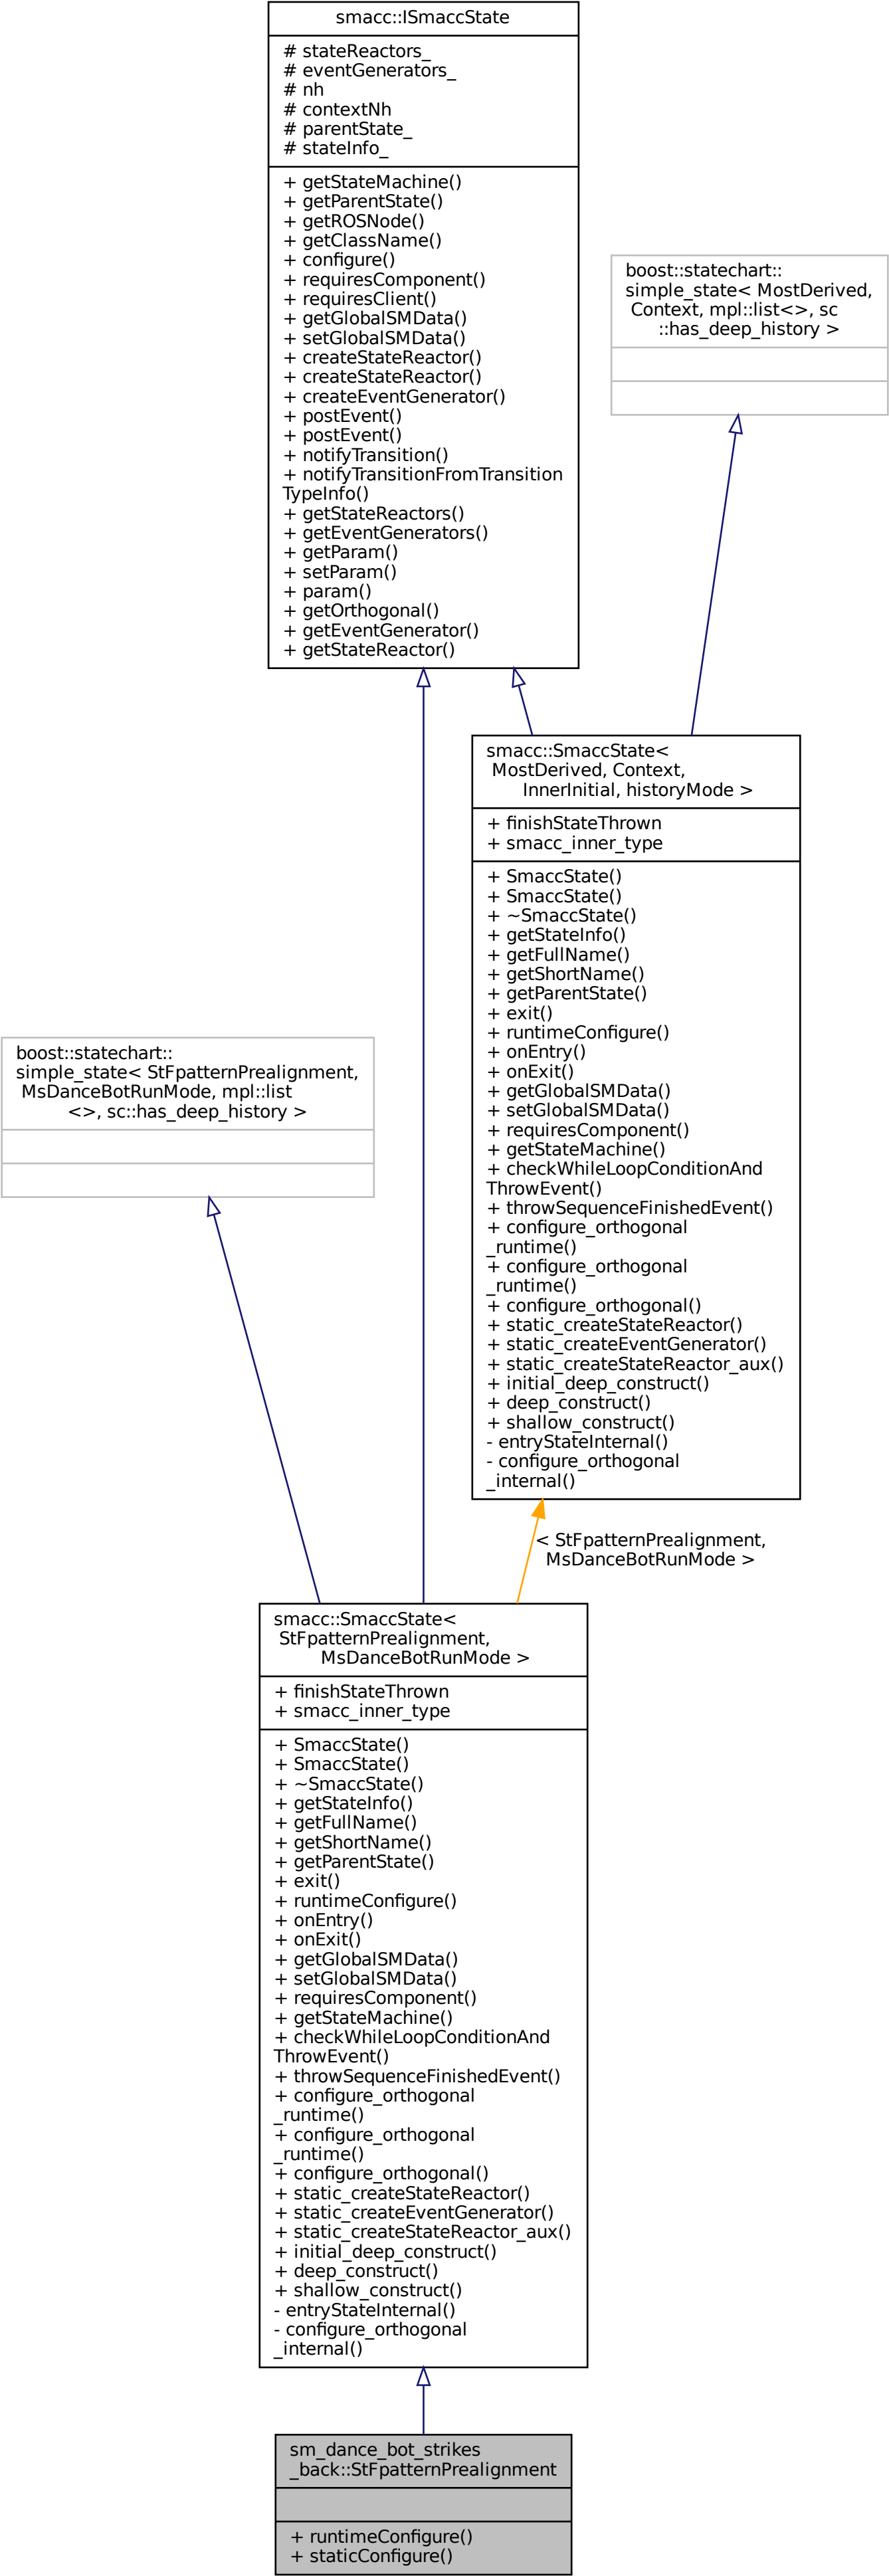 smacc::ISmaccState
# stateReactors_
# eventGenerators_
# nh
# contextNh
# parentState_
# stateInfo_
+ getStateMachine()
+ getParentState()
+ getROSNode()
+ getClassName()
+ configure()
+ requiresComponent()
+ requiresClient()
+ getGlobalSMData()
+ setGlobalSMData()
+ createStateReactor()
+ createStateReactor()
+ createEventGenerator()
+ postEvent()
+ postEvent()
+ notifyTransition()
+ notifyTransitionFromTransition
TypeInfo()
+ getStateReactors()
+ getEventGenerators()
+ getParam()
+ setParam()
+ param()
+ getOrthogonal()
+ getEventGenerator()
+ getStateReactor()
boost::statechart::
simple_state< MostDerived,
Context, mpl::list<>, sc
::has_deep_history >
smacc::SmaccState<
MostDerived, Context,
InnerInitial, historyMode >
+ finishStateThrown
+ smacc_inner_type
+ SmaccState()
+ SmaccState()
+ ~SmaccState()
+ getStateInfo()
+ getFullName()
+ getShortName()
+ getParentState()
+ exit()
+ runtimeConfigure()
+ onEntry()
+ onExit()
+ getGlobalSMData()
+ setGlobalSMData()
+ requiresComponent()
+ getStateMachine()
+ checkWhileLoopConditionAnd
ThrowEvent()
+ throwSequenceFinishedEvent()
+ configure_orthogonal
_runtime()
+ configure_orthogonal
_runtime()
+ configure_orthogonal()
+ static_createStateReactor()
+ static_createEventGenerator()
+ static_createStateReactor_aux()
+ initial_deep_construct()
+ deep_construct()
+ shallow_construct()
- entryStateInternal()
- configure_orthogonal
_internal()
boost::statechart::
simple_state< StFpatternPrealignment,
MsDanceBotRunMode, mpl::list
<>, sc::has_deep_history >
< StFpatternPrealignment,
MsDanceBotRunMode >
smacc::SmaccState<
StFpatternPrealignment,
MsDanceBotRunMode >
+ finishStateThrown
+ smacc_inner_type
+ SmaccState()
+ SmaccState()
+ ~SmaccState()
+ getStateInfo()
+ getFullName()
+ getShortName()
+ getParentState()
+ exit()
+ runtimeConfigure()
+ onEntry()
+ onExit()
+ getGlobalSMData()
+ setGlobalSMData()
+ requiresComponent()
+ getStateMachine()
+ checkWhileLoopConditionAnd
ThrowEvent()
+ throwSequenceFinishedEvent()
+ configure_orthogonal
_runtime()
+ configure_orthogonal
_runtime()
+ configure_orthogonal()
+ static_createStateReactor()
+ static_createEventGenerator()
+ static_createStateReactor_aux()
+ initial_deep_construct()
+ deep_construct()
+ shallow_construct()
- entryStateInternal()
- configure_orthogonal
_internal()
sm_dance_bot_strikes
_back::StFpatternPrealignment
+ runtimeConfigure()
+ staticConfigure()